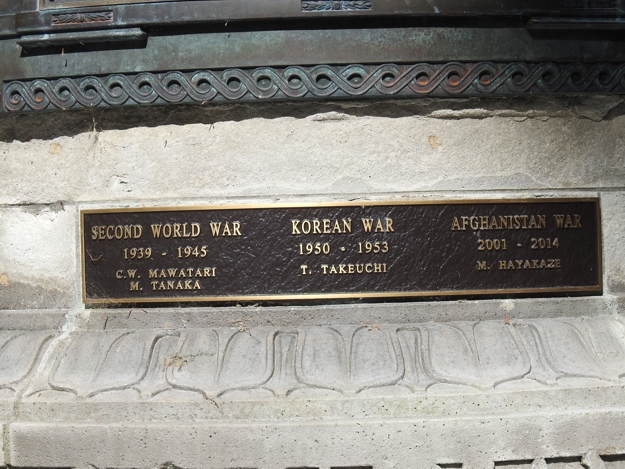 SECOND WORLD WAR
1939 - 1945
C.W. MAWATARI
M. TANAKA
KOREAN WAR
1950 - 1953
T. TAKEUCHI
AFGHANISTAN WAR
2001 - 2014
M. HAYAKAZE